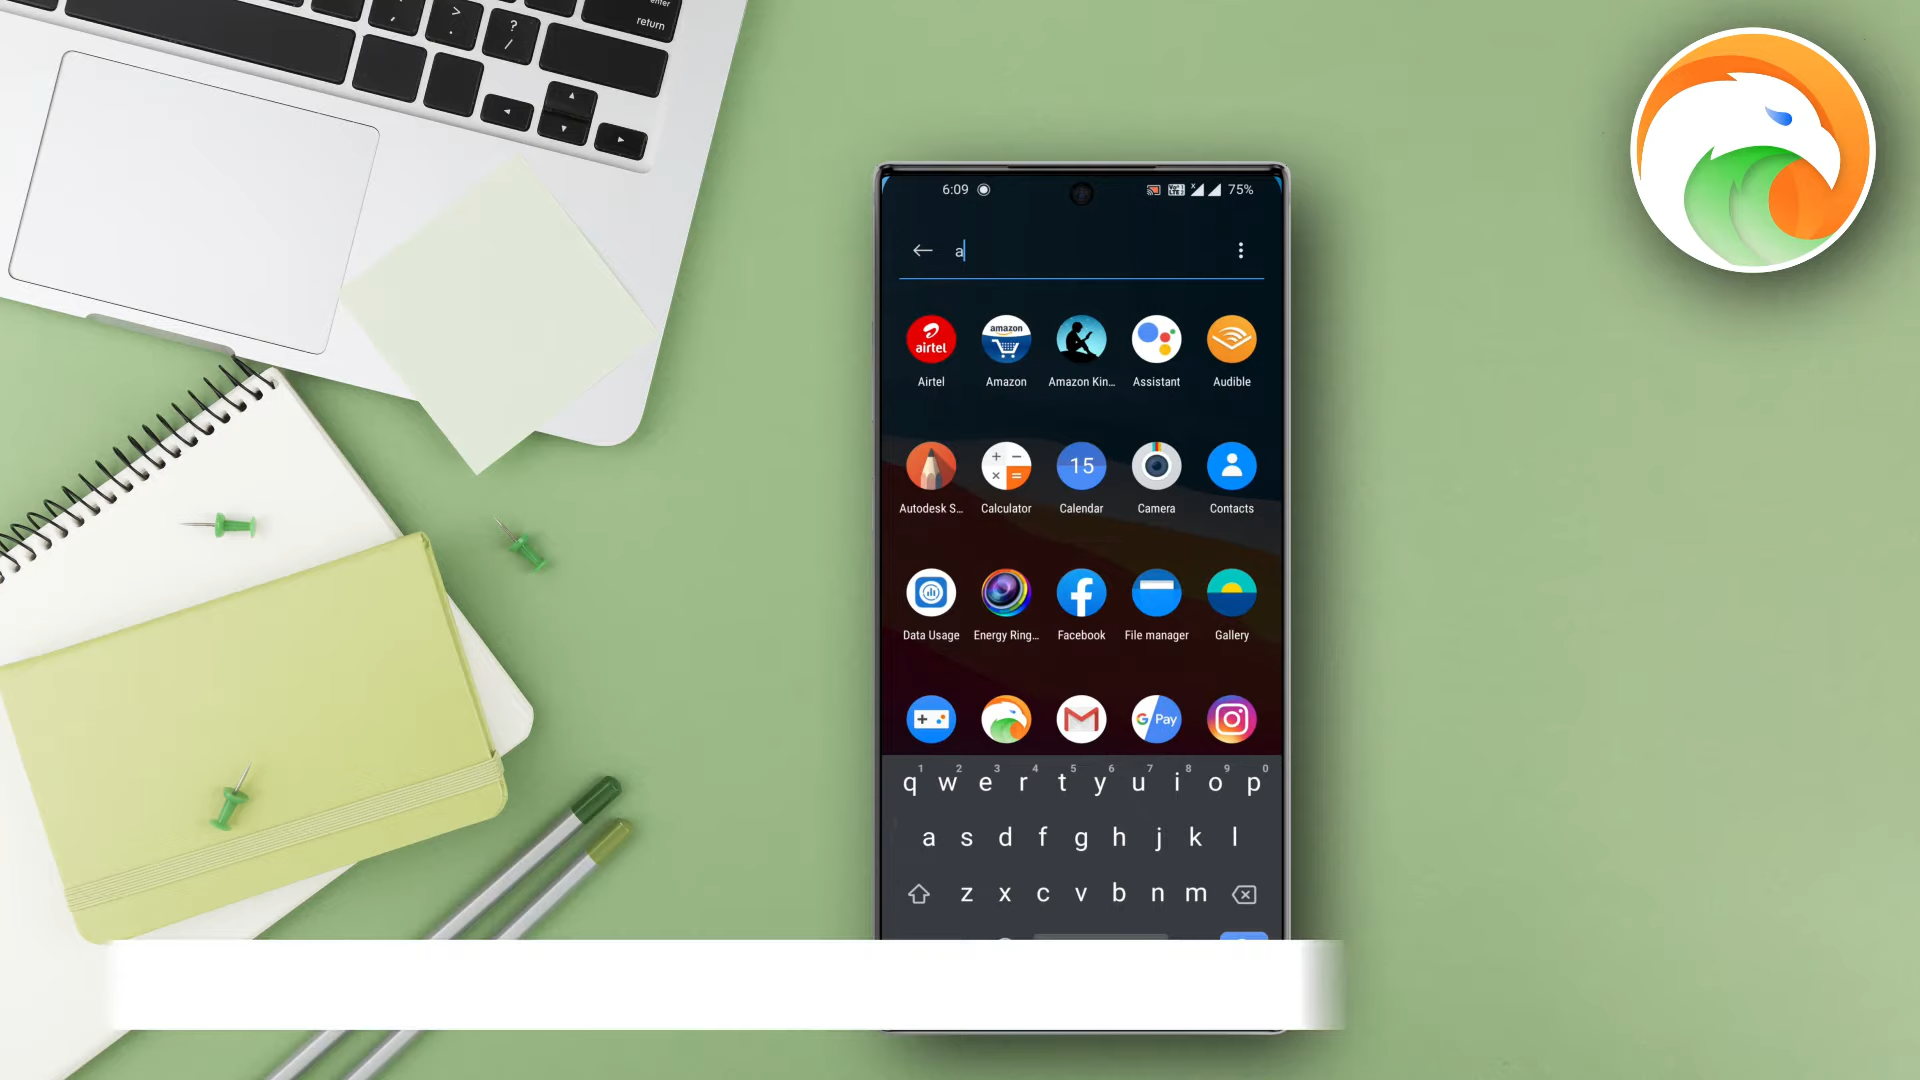 enter
return
>
.
?
/
6:09 75%
a
airtel
amazon
Airtel Amazon Amazon Kin... Assistant Audible
15
Autodesk S... Calculator Calendar Camera Contacts
Data Usage Energy Ring... Facebook File manager Gallery
G Pay
1 2 3 4 5 6 7 8 9 0
q w e r t y u i o p
a s d f g h j k l
z x c v b n m